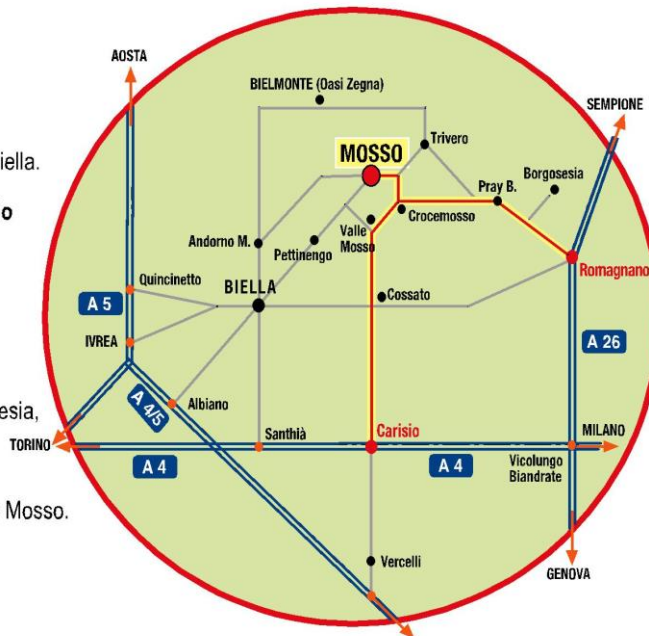 AOSTA
BIELMONTE (Oasi Zegna)
SEMPIONE
Trivero
iella.
MOSSO
Borgosesia
Pray B.
o
Crocemosso
Andorno M.
Valle
Mosso
Pettinengo
Romagnano
Quincinetto
BIELLA
Cossato
A 5
IVREA
A 26
esia,
A 4/5
Albiano
TORINO
Santhià
Carisio
MILANO
A 4
A 4
Vicolungo
Biandrate
Mosso.
Vercelli
GENOVA